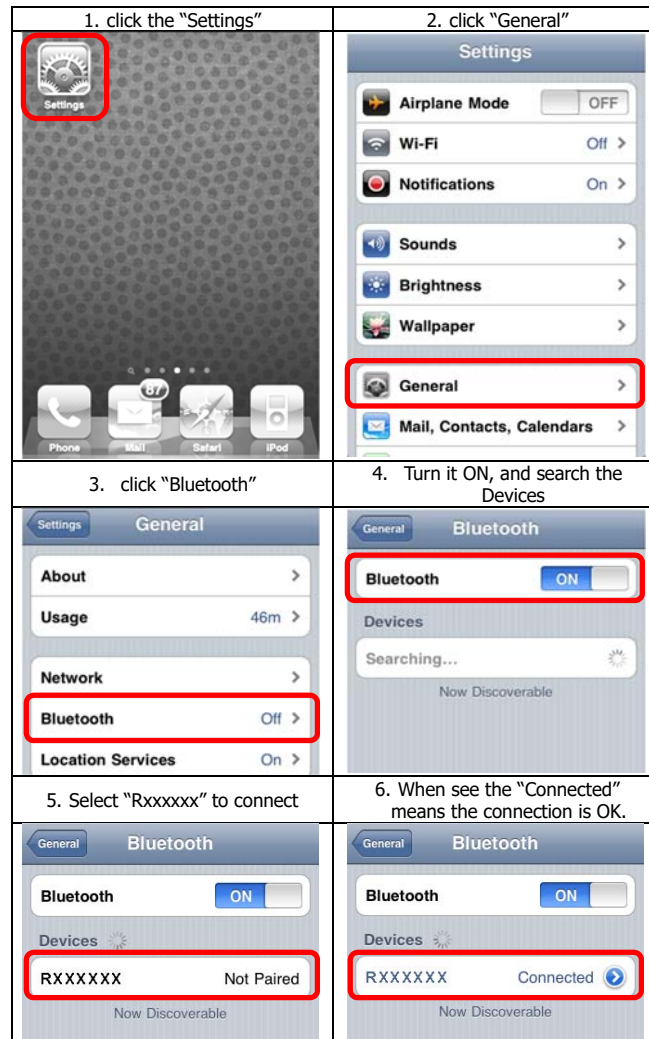 1. click the “Settings”
2. click “General”
Settings
87
Phone
Mail
Safari
iPod
Settings
Airplane Mode OFF
Wi-Fi Off
Notifications On
Sounds
Brightness
Wallpaper
General
Mail, Contacts, Calendars
3. click “Bluetooth”
4. Turn it ON, and search the
Devices
Settings General
About
Usage 46m
Network
Bluetooth Off
Location Services On
General Bluetooth
Bluetooth ON
Devices
Searching...
Now Discoverable
5. Select “Rxxxxxx” to connect
6. When see the “Connected”
means the connection is OK.
General Bluetooth
Bluetooth ON
Devices
RXXXXXX Not Paired
Now Discoverable
General Bluetooth
Bluetooth ON
Devices
RXXXXXX Connected
Now Discoverable